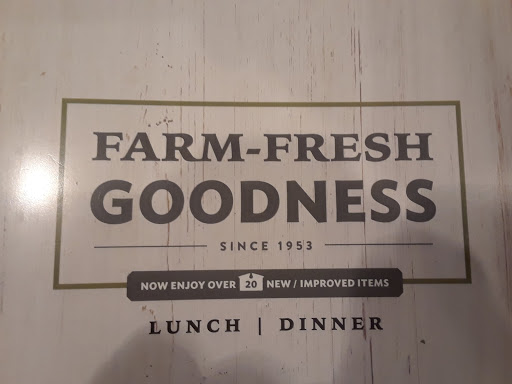 FARM-FRESH
GOODNESS
SINCE 1953
NOW ENJOY OVER 20 NEW / IMPROVED ITEMS
LUNCH | DINNER